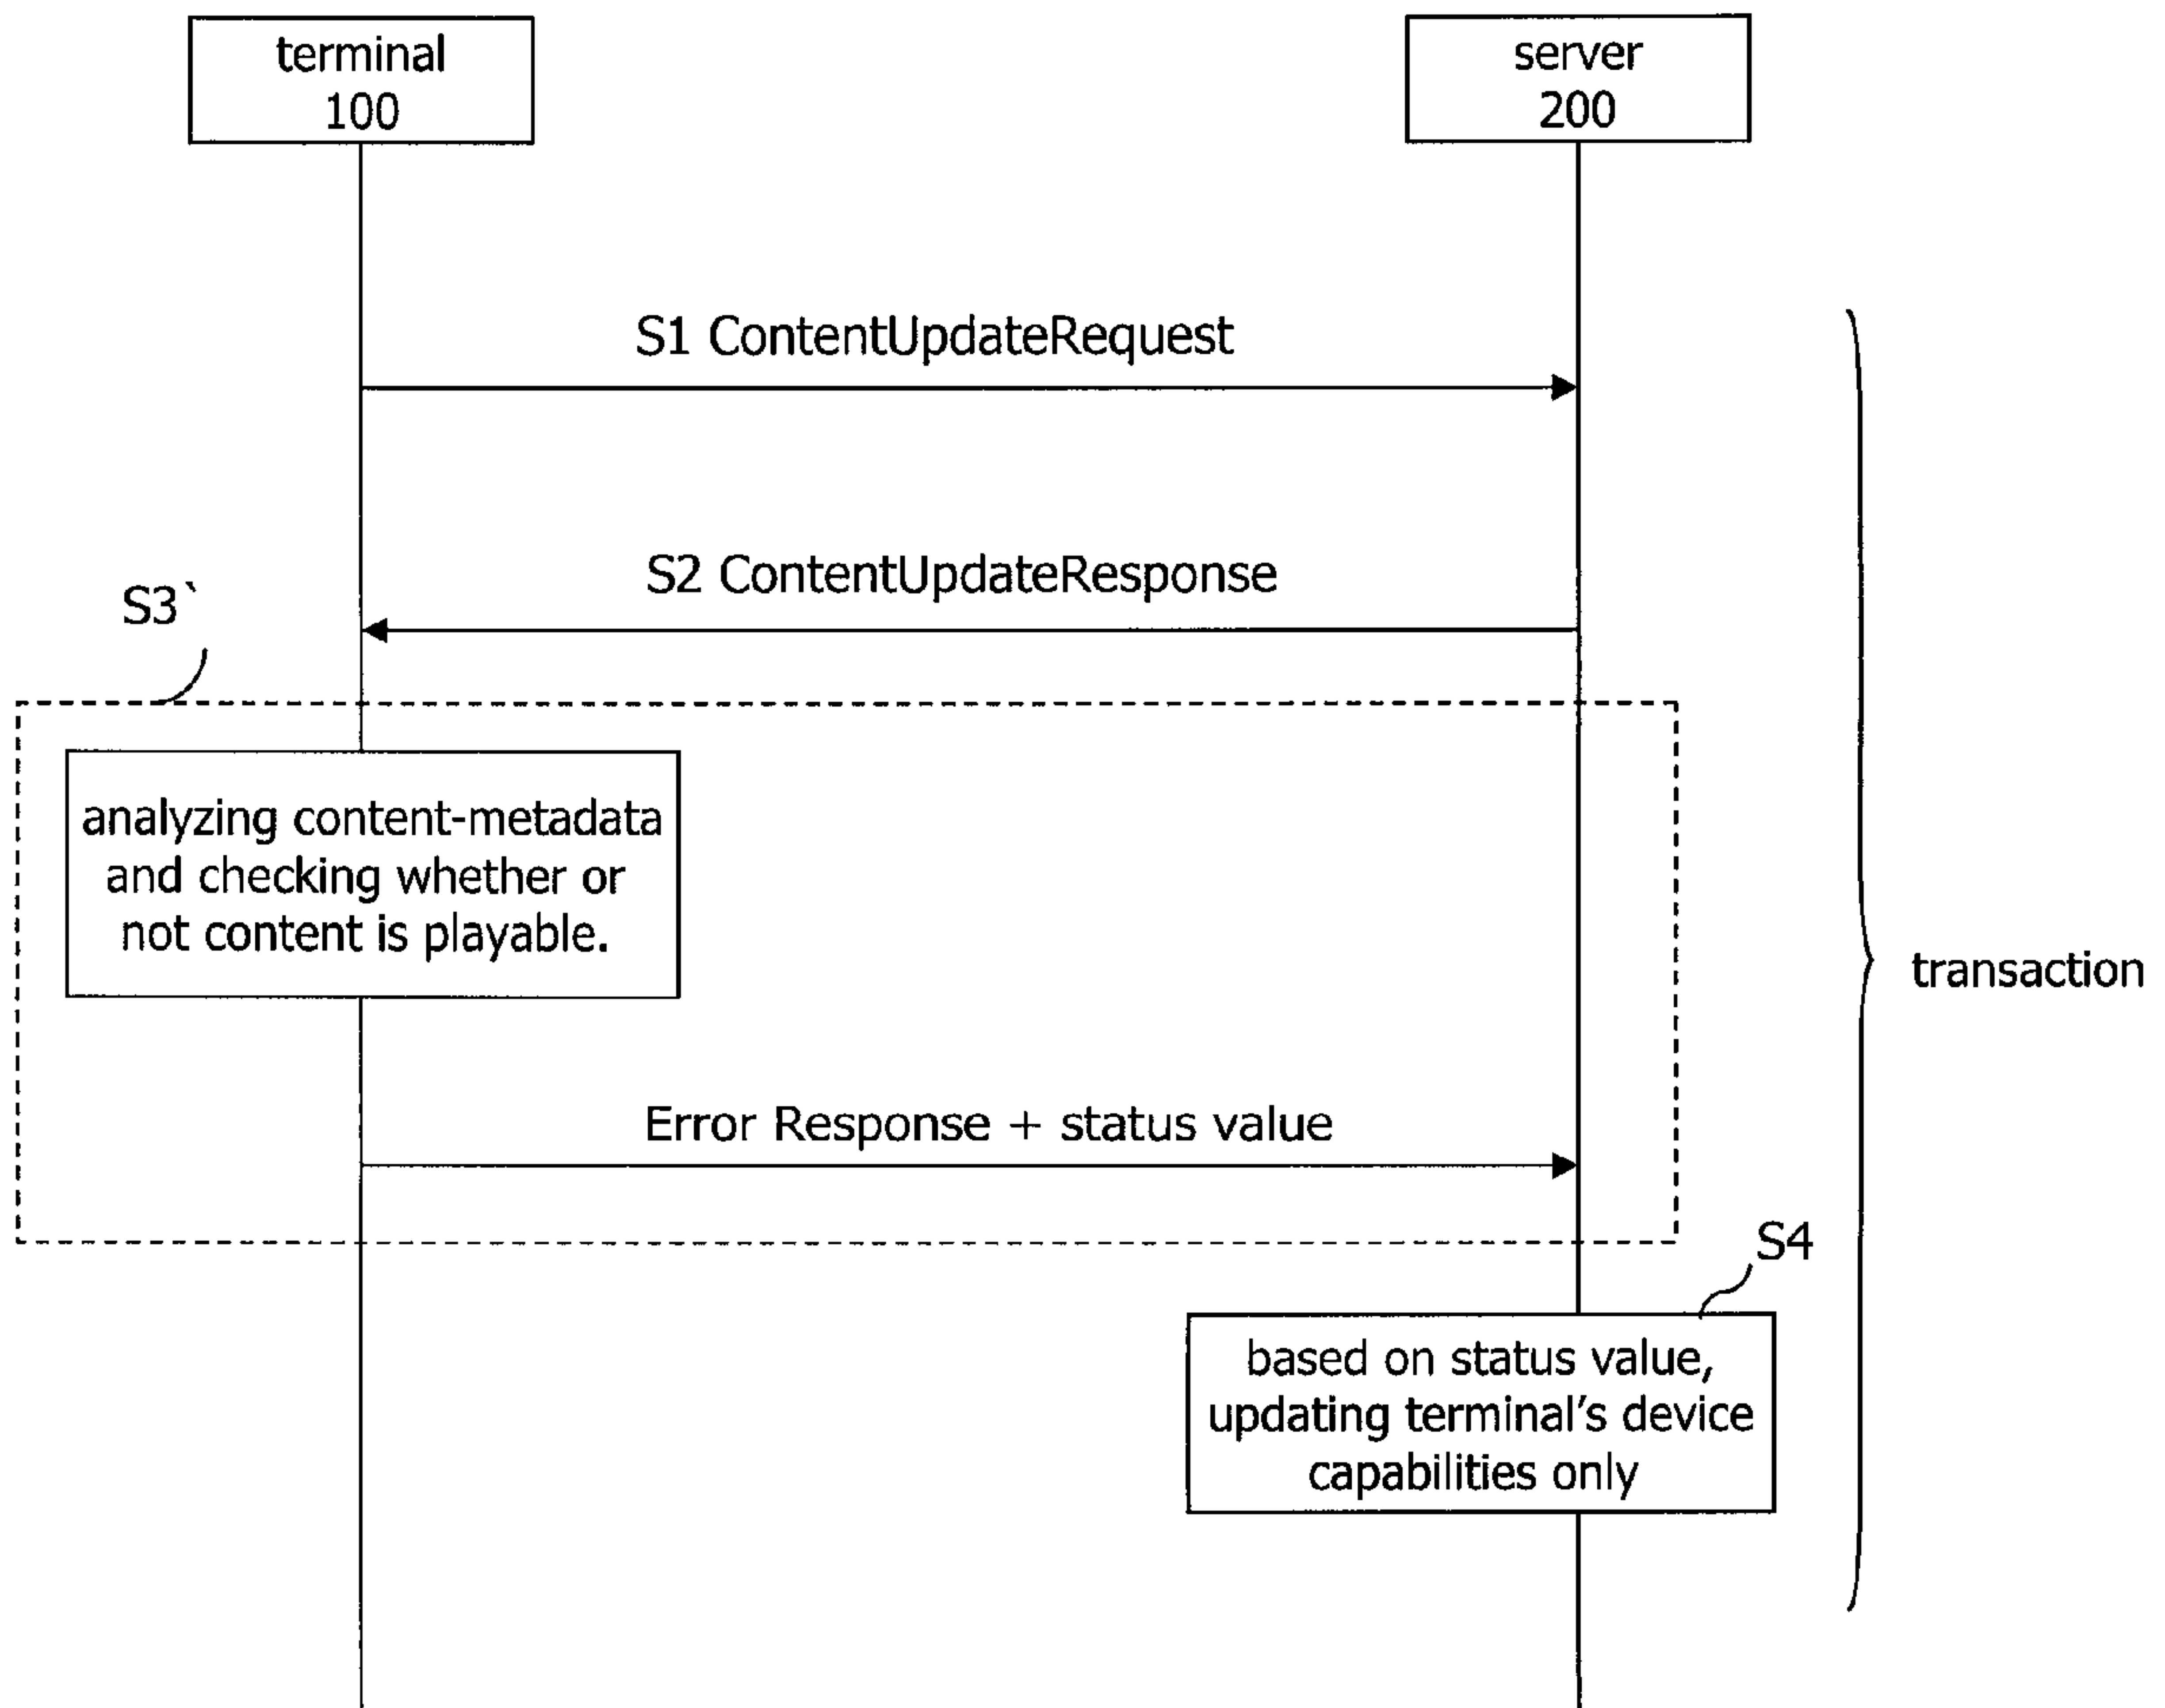 terminal
100
server
200
S1 ContentUpdateRequest
S2 ContentUpdateResponse
S3`
analyzing content-metadata
and checking whether or
not content is playable.
transaction
Error Response + status value
S4
based on status value,
updating terminal's device
capabilities only